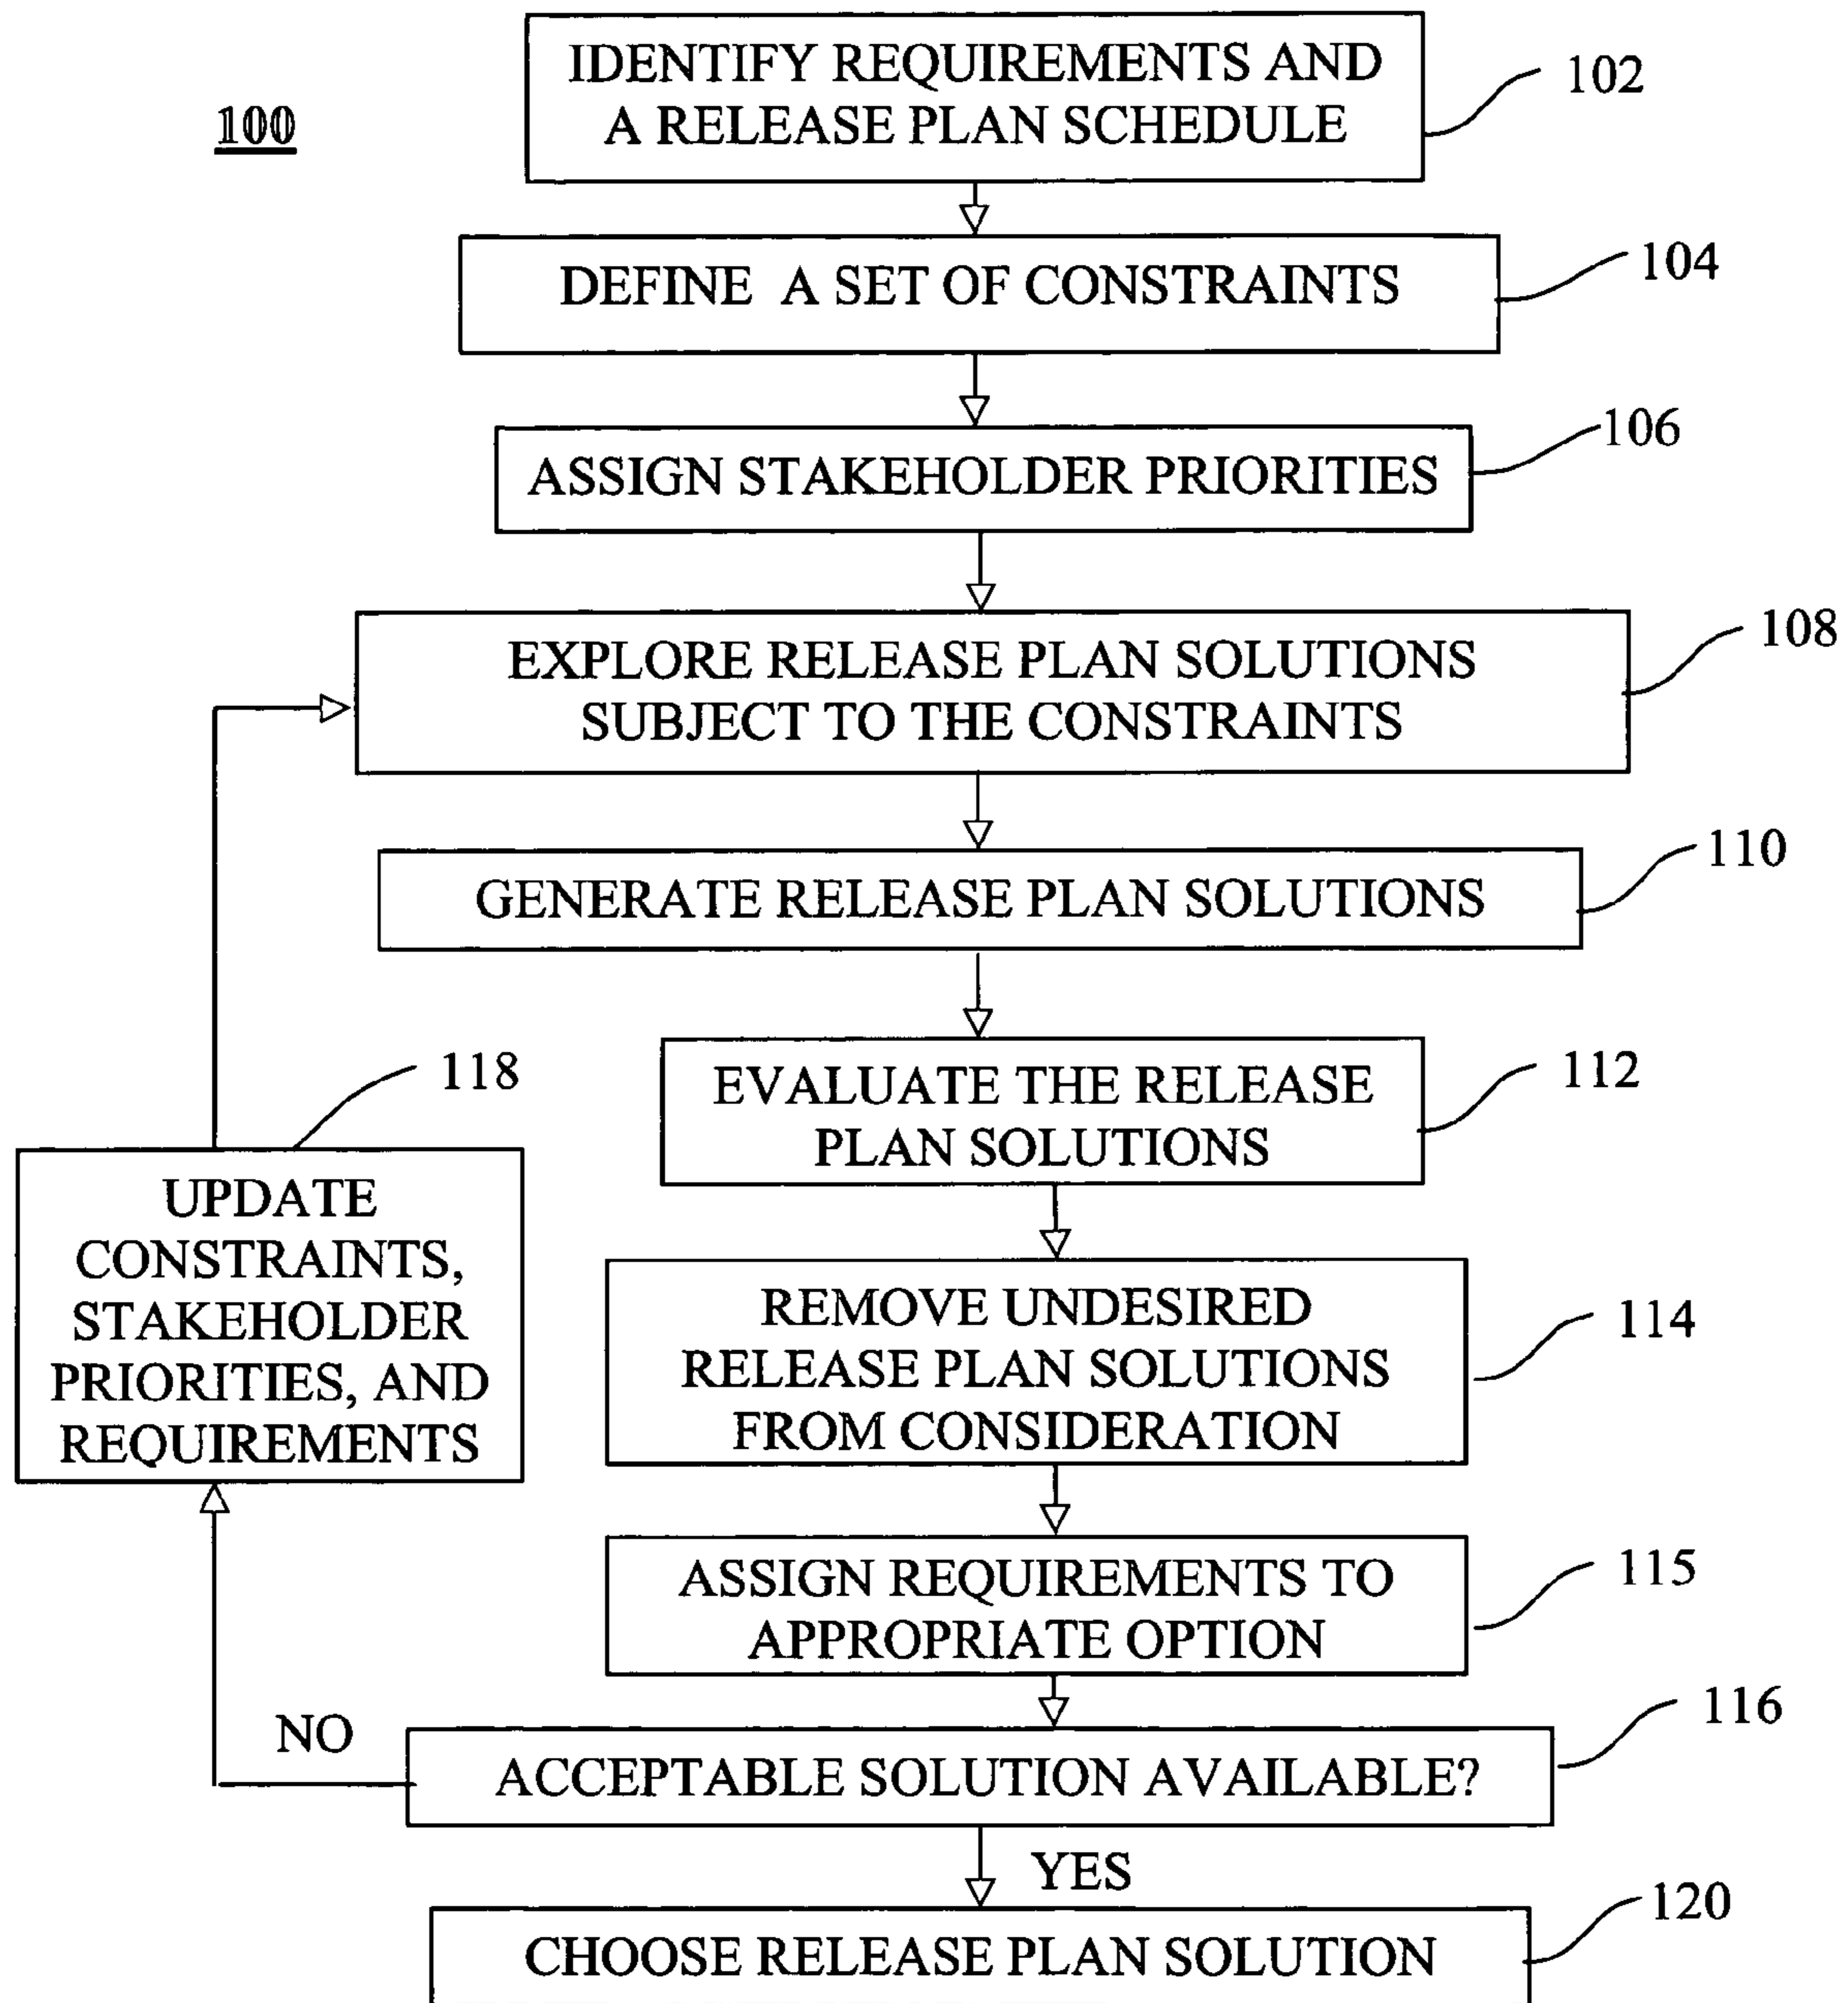 100
IDENTIFY REQUIREMENTS AND
A RELEASE PLAN SCHEDULE
102
DEFINE A SET OF CONSTRAINTS
104
ASSIGN STAKEHOLDER PRIORITIES
106
EXPLORE RELEASE PLAN SOLUTIONS
SUBJECT TO THE CONSTRAINTS
108
GENERATE RELEASE PLAN SOLUTIONS
110
EVALUATE THE RELEASE
PLAN SOLUTIONS
112
118
UPDATE
CONSTRAINTS,
STAKEHOLDER
PRIORITIES, AND
REQUIREMENTS
REMOVE UNDESIRED
RELEASE PLAN SOLUTIONS
FROM CONSIDERATION
114
ASSIGN REQUIREMENTS TO
APPROPRIATE OPTION
115
NO
ACCEPTABLE SOLUTION AVAILABLE?
116
YES
CHOOSE RELEASE PLAN SOLUTION
120